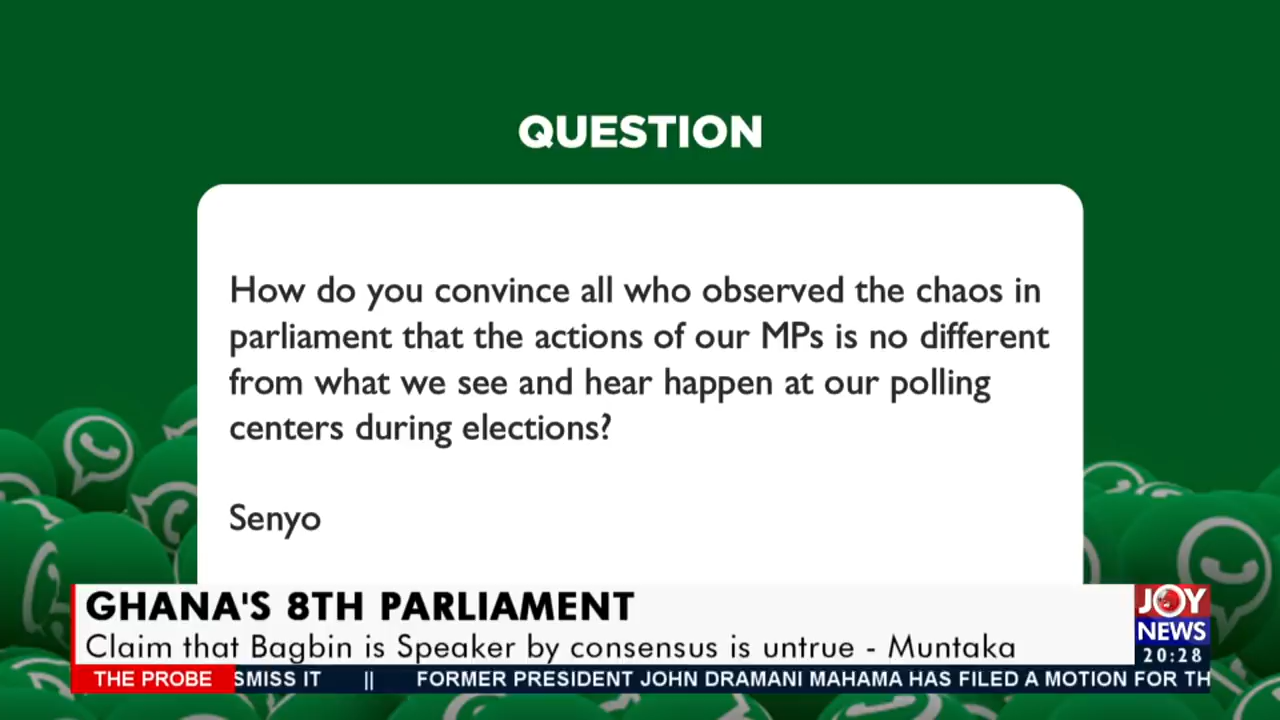 QUESTION
How do you convince all who observed the chaos in
parliament that the actions of our MPs is no different
from what we see and hear happen at our polling
centers during elections?
Senyo
GHANA'S 8TH PARLIAMENT
Claim that Bagbin is Speaker by consensus is untrue - Muntaka
JOY
NEWS
20:28
THE PROBE
SMISS IT || FORMER PRESIDENT JOHN DRAMANI MAHAMA HAS FILED A MOTION FOR TH